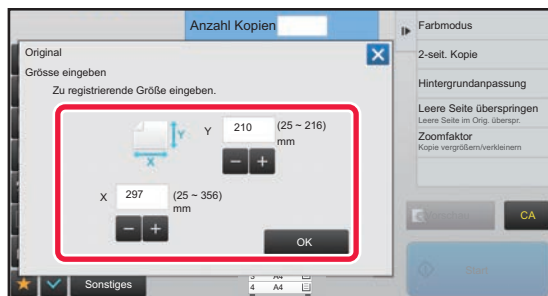 Anzahl Kopien
Original
Grösse eingeben
Zu registrierende Größe eingeben.
Y
Y 210 (25 ~ 216)
mm
X
X 297 (25 ~ 356)
mm
OK
Sonstiges
A4
4 A4
Farbmodus
2-seit. Kopie
Hintergrundanpassung
Leere Seite überspringen
Leere Seite im Orig. überspr.
Zoomfaktor
Kopie vergrößern/verkleinern
CA
Start